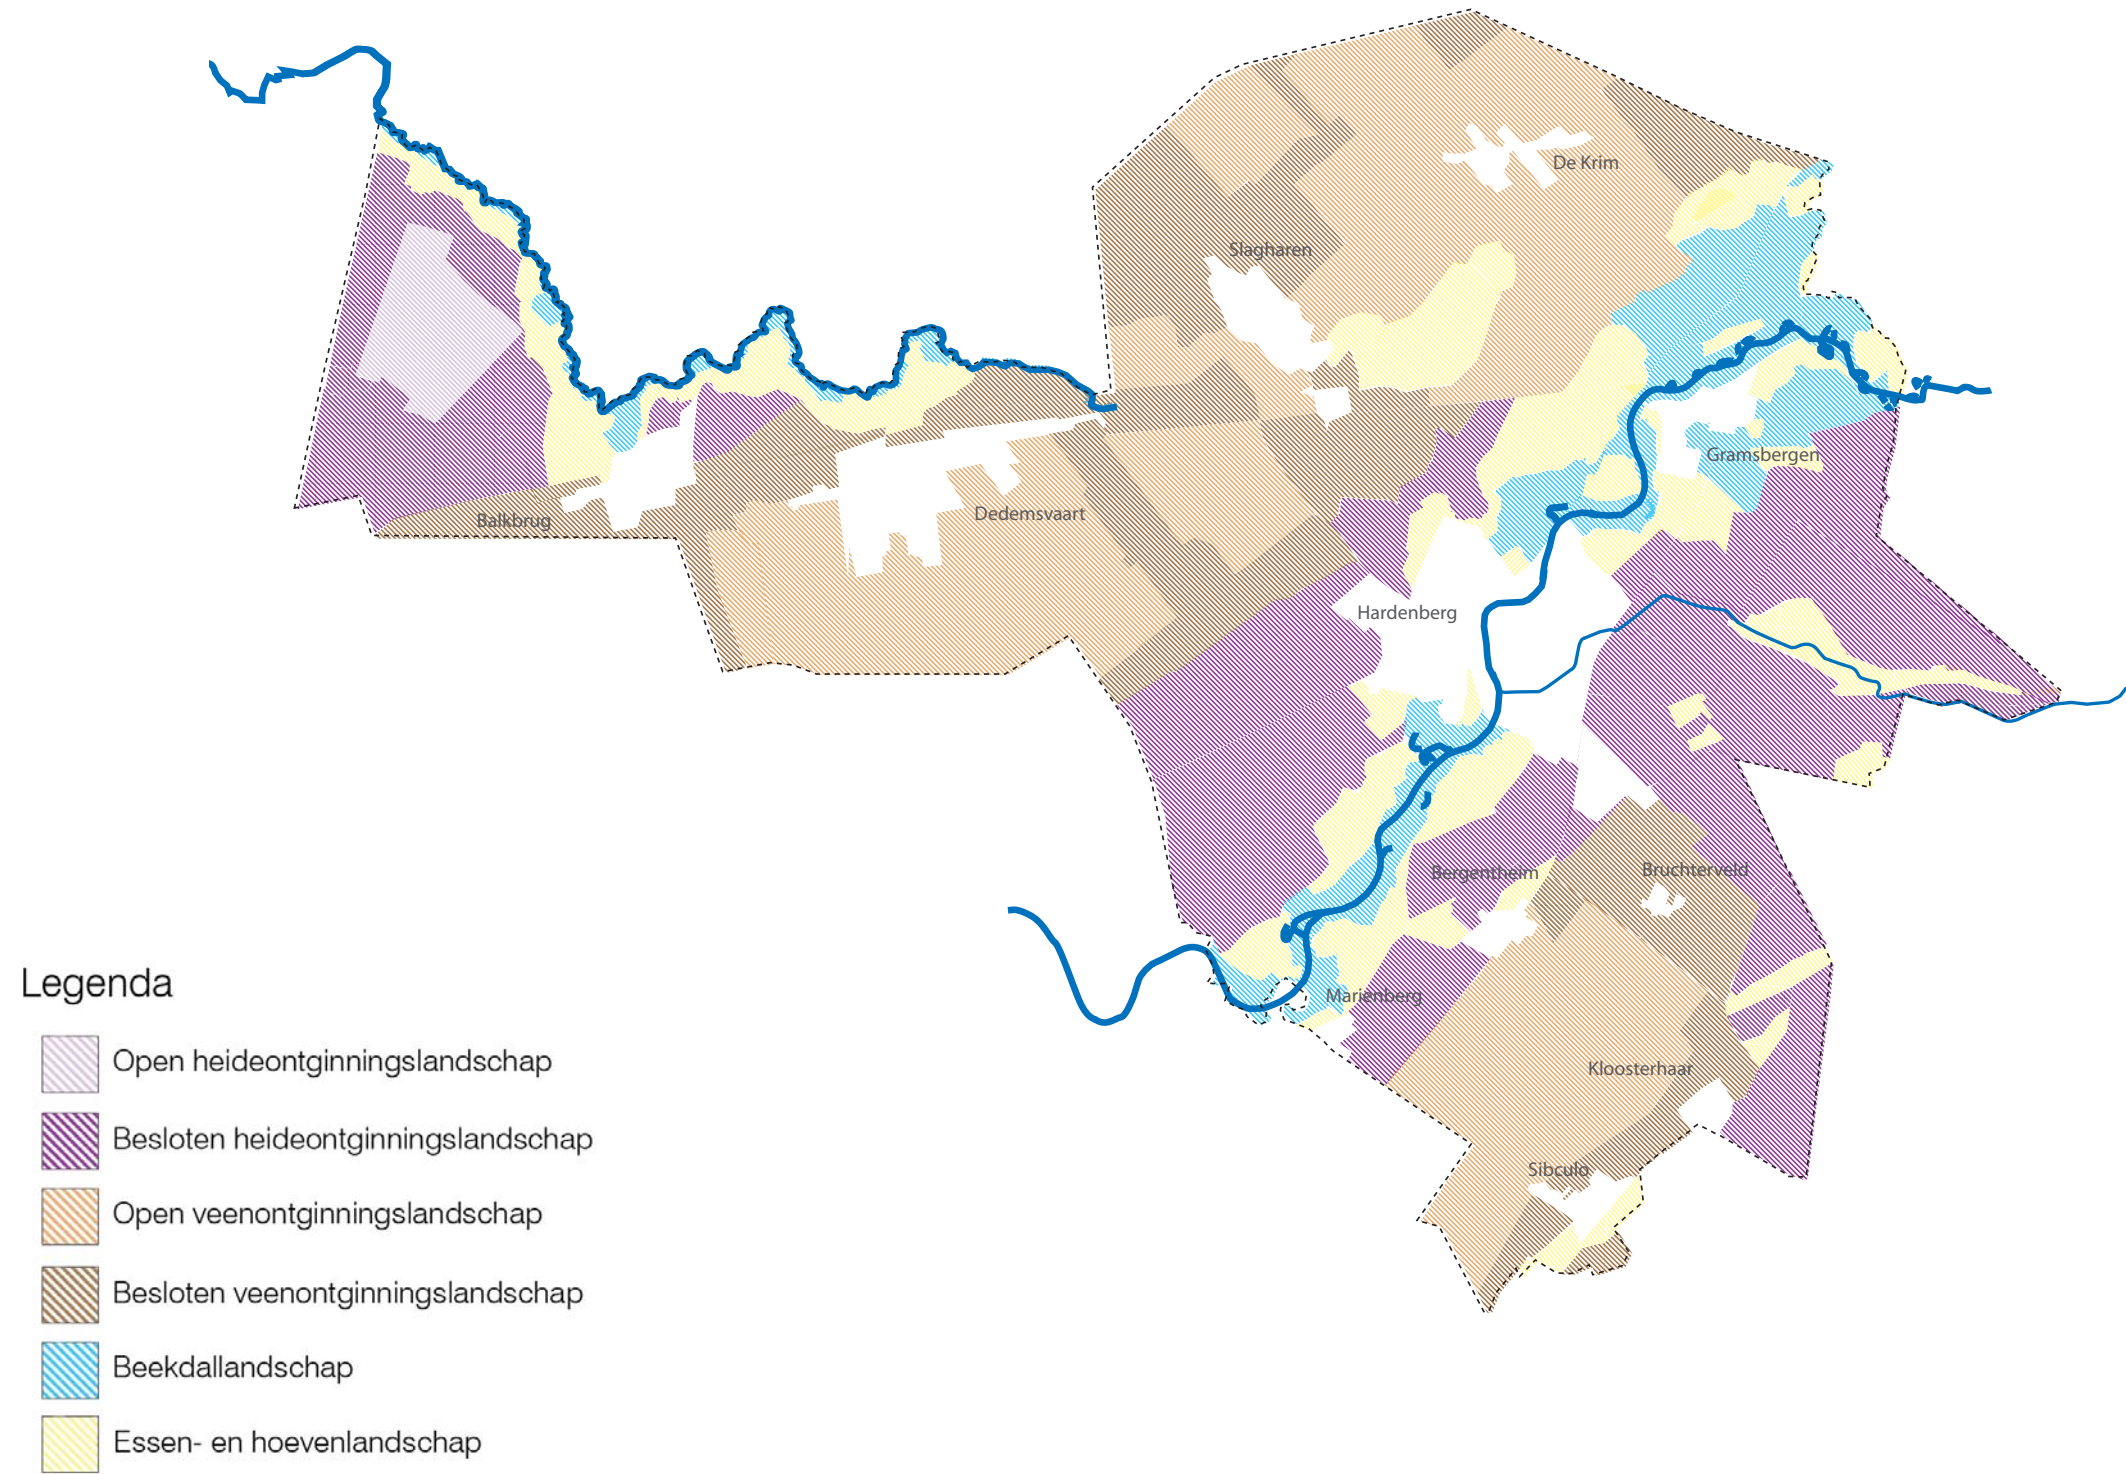 De Krim
Slagharen
Gramsbergen
Balkbrug
Dedemsvaart
Hardenberg
Bergentheim
Bruchterveld
Marienberg
Kloosterhaar
Sibculo
Legenda
Open heideontginningslandschap
Besloten heideontginningslandschap
Open veenontginningslandschap
Besloten veenontginningslandschap
Beekdallandschap
Essen- en hoevenlandschap